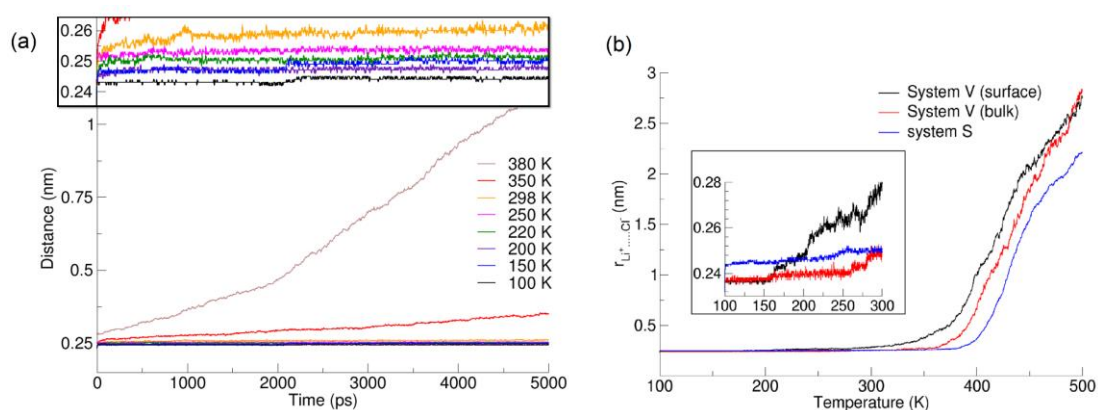 (a)
0.26
0.25
0.24
1
0.75
0.5
0.25
Distance (nm)
380 K
350 K
298 K
250 K
220 K
200 K
150 K
100 K
0 1000 2000 3000 4000 5000
Time (ps)
(b)
3
2.5
2
1.5
1
0.5
r Li+.....Cl- (nm)
System V (surface)
System V (bulk)
system S
0.28
0.26
0.24
100 150 200 250 300
100 200 300 400 500
Temperature (K)